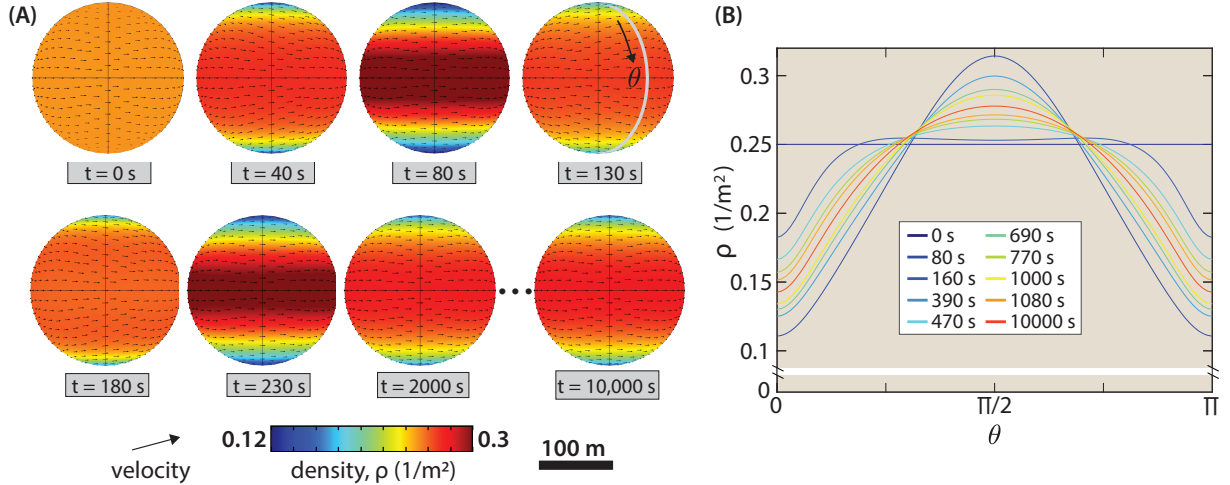 (A)
θ
t = 0 s
t = 40 s
t = 80 s
t = 130 s
t = 180 s
t = 230 s
t = 2000 s
t = 10,000 s
velocity
0.12
0.3
density, ρ (1/m²)
100 m
(B)
0.3
0.25
0.2
0.15
0.1
0
ρ (1/m²)
0 s
80 s
160 s
390 s
470 s
690 s
770 s
1000 s
1080 s
10000 s
0
Π/2
Π
θ